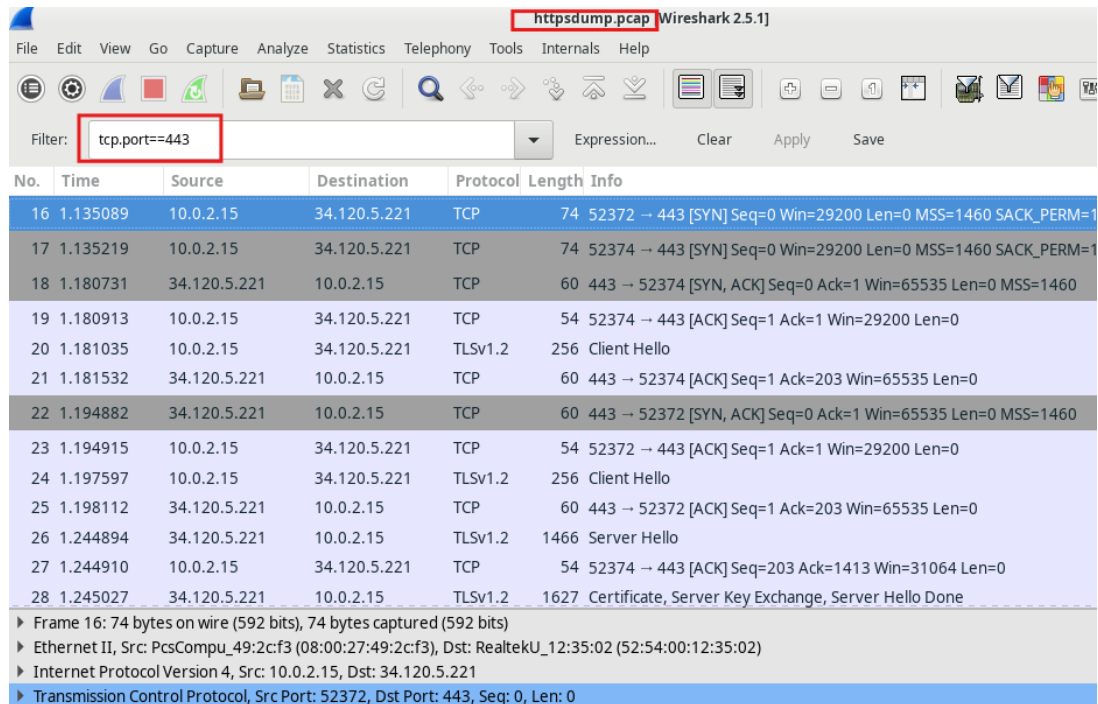 httpsdump.pcap [Wireshark 2.5.1]
File Edit View Go Capture Analyze Statistics Telephony Tools Internals Help
Filter: tcp.port==443 Expression... Clear Apply Save
No. Time Source Destination Protocol Length Info
16 1.135089 10.0.2.15 34.120.5.221 TCP 74 52372 → 443 [SYN] Seq=0 Win=29200 Len=0 MSS=1460 SACK_PERM=1
17 1.135219 10.0.2.15 34.120.5.221 TCP 74 52374 → 443 [SYN] Seq=0 Win=29200 Len=0 MSS=1460 SACK_PERM=1
18 1.180731 34.120.5.221 10.0.2.15 TCP 60 443 → 52374 [SYN, ACK] Seq=0 Ack=1 Win=65535 Len=0 MSS=1460
19 1.180913 10.0.2.15 34.120.5.221 TCP 54 52374 → 443 [ACK] Seq=1 Ack=1 Win=29200 Len=0
20 1.181035 10.0.2.15 34.120.5.221 TLSv1.2 256 Client Hello
21 1.181532 34.120.5.221 10.0.2.15 TCP 60 443 → 52374 [ACK] Seq=1 Ack=203 Win=65535 Len=0
22 1.194882 34.120.5.221 10.0.2.15 TCP 60 443 → 52372 [SYN, ACK] Seq=0 Ack=1 Win=65535 Len=0 MSS=1460
23 1.194915 10.0.2.15 34.120.5.221 TCP 54 52372 → 443 [ACK] Seq=1 Ack=1 Win=29200 Len=0
24 1.197597 10.0.2.15 34.120.5.221 TLSv1.2 256 Client Hello
25 1.198112 34.120.5.221 10.0.2.15 TCP 60 443 → 52372 [ACK] Seq=1 Ack=203 Win=65535 Len=0
26 1.244894 34.120.5.221 10.0.2.15 TLSv1.2 1466 Server Hello
27 1.244910 10.0.2.15 34.120.5.221 TCP 54 52374 → 443 [ACK] Seq=203 Ack=1413 Win=31064 Len=0
28 1.245027 34.120.5.221 10.0.2.15 TLSv1.2 1627 Certificate, Server Key Exchange, Server Hello Done
Frame 16: 74 bytes on wire (592 bits), 74 bytes captured (592 bits)
Ethernet II, Src: PcsCompu_49:2c:f3 (08:00:27:49:2c:f3), Dst: RealtekU_12:35:02 (52:54:00:12:35:02)
Internet Protocol Version 4, Src: 10.0.2.15, Dst: 34.120.5.221
Transmission Control Protocol, Src Port: 52372, Dst Port: 443, Seq: 0, Len: 0